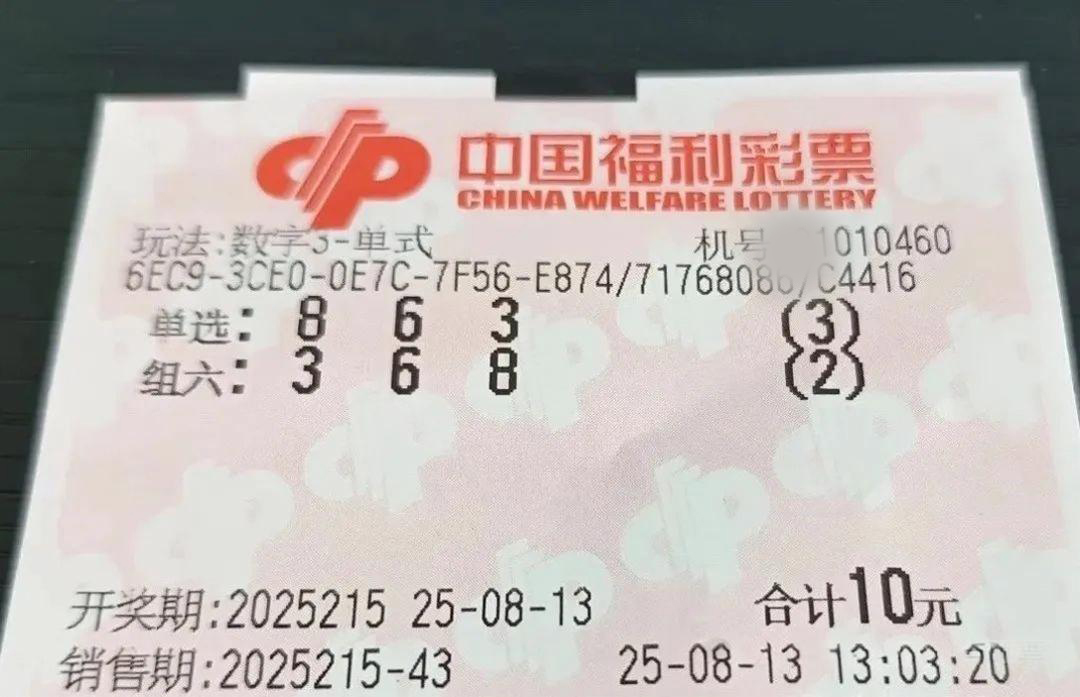 中国福利彩票
CHINA WELFARE LOTTERY
玩法:数字3-单式 机号 1010460
6EC9-3CE0-0E7C-7F56-E874/7176808 /C4416
单选: 8 6 3 (3)
组六: 3 6 8 (2)
开奖期:2025215 25-08-13 合计10元
销售期:2025215-43 25-08-13 13:03:20